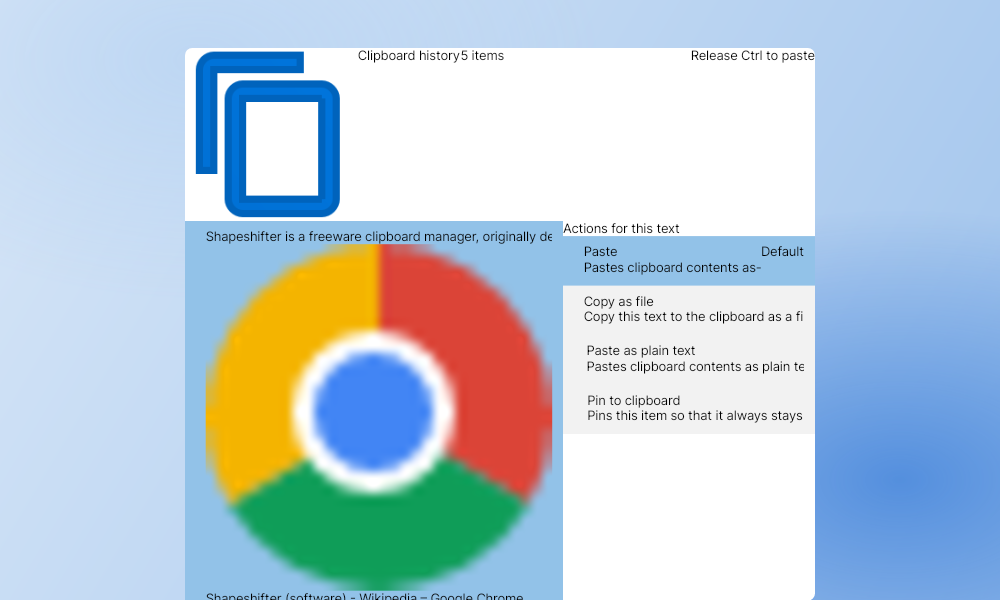 Clipboard history 5 items
Release Ctrl to paste
Shapeshifter is a freeware clipboard manager, originally de
Shapeshifter (software) - Wikipedia – Google Chrome
Actions for this text
Paste Default
Pastes clipboard contents as-
Copy as file
Copy this text to the clipboard as a fi
Paste as plain text
Pastes clipboard contents as plain te
Pin to clipboard
Pins this item so that it always stays